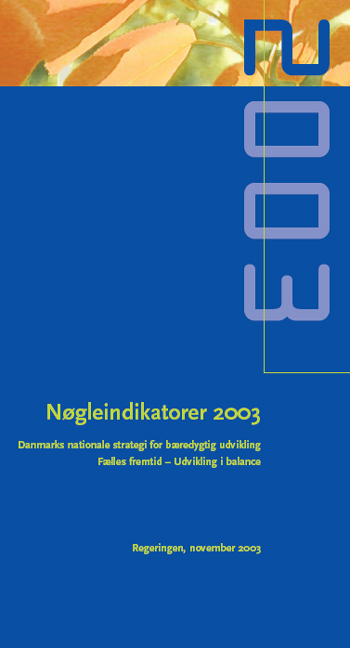 2003
Nøgleindikatorer 2003
Danmarks nationale strategi for bæredygtig udvikling
Fælles fremtid – Udvikling i balance
Regeringen, november 2003